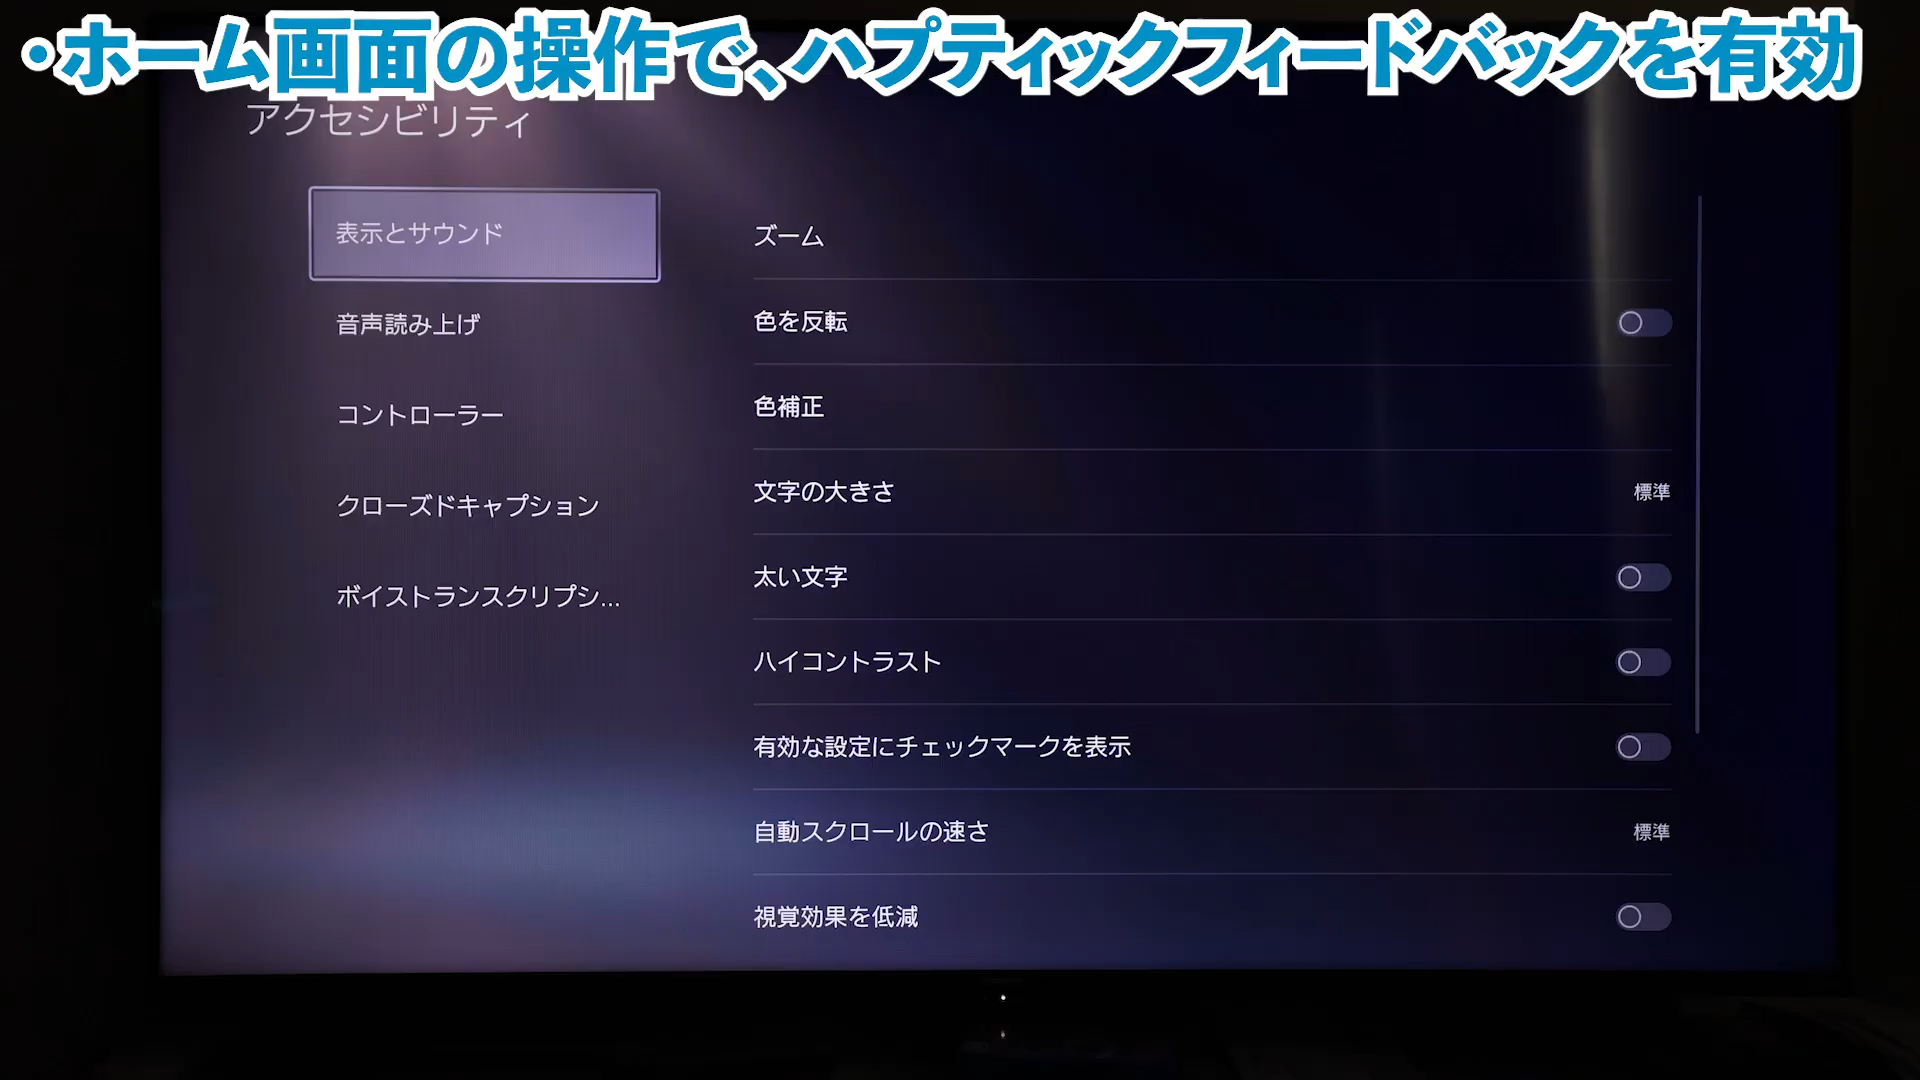 ・ホーム画面の操作で、ハプティックフィードバックを有効
アクセシビリティ
表示とサウンド
音声読み上げ
コントローラー
クローズドキャプション
ボイストランスクリプシ...
ズーム
色を反転
色補正
文字の大きさ 標準
太い文字
ハイコントラスト
有効な設定にチェックマークを表示
自動スクロールの速さ 標準
視覚効果を低減